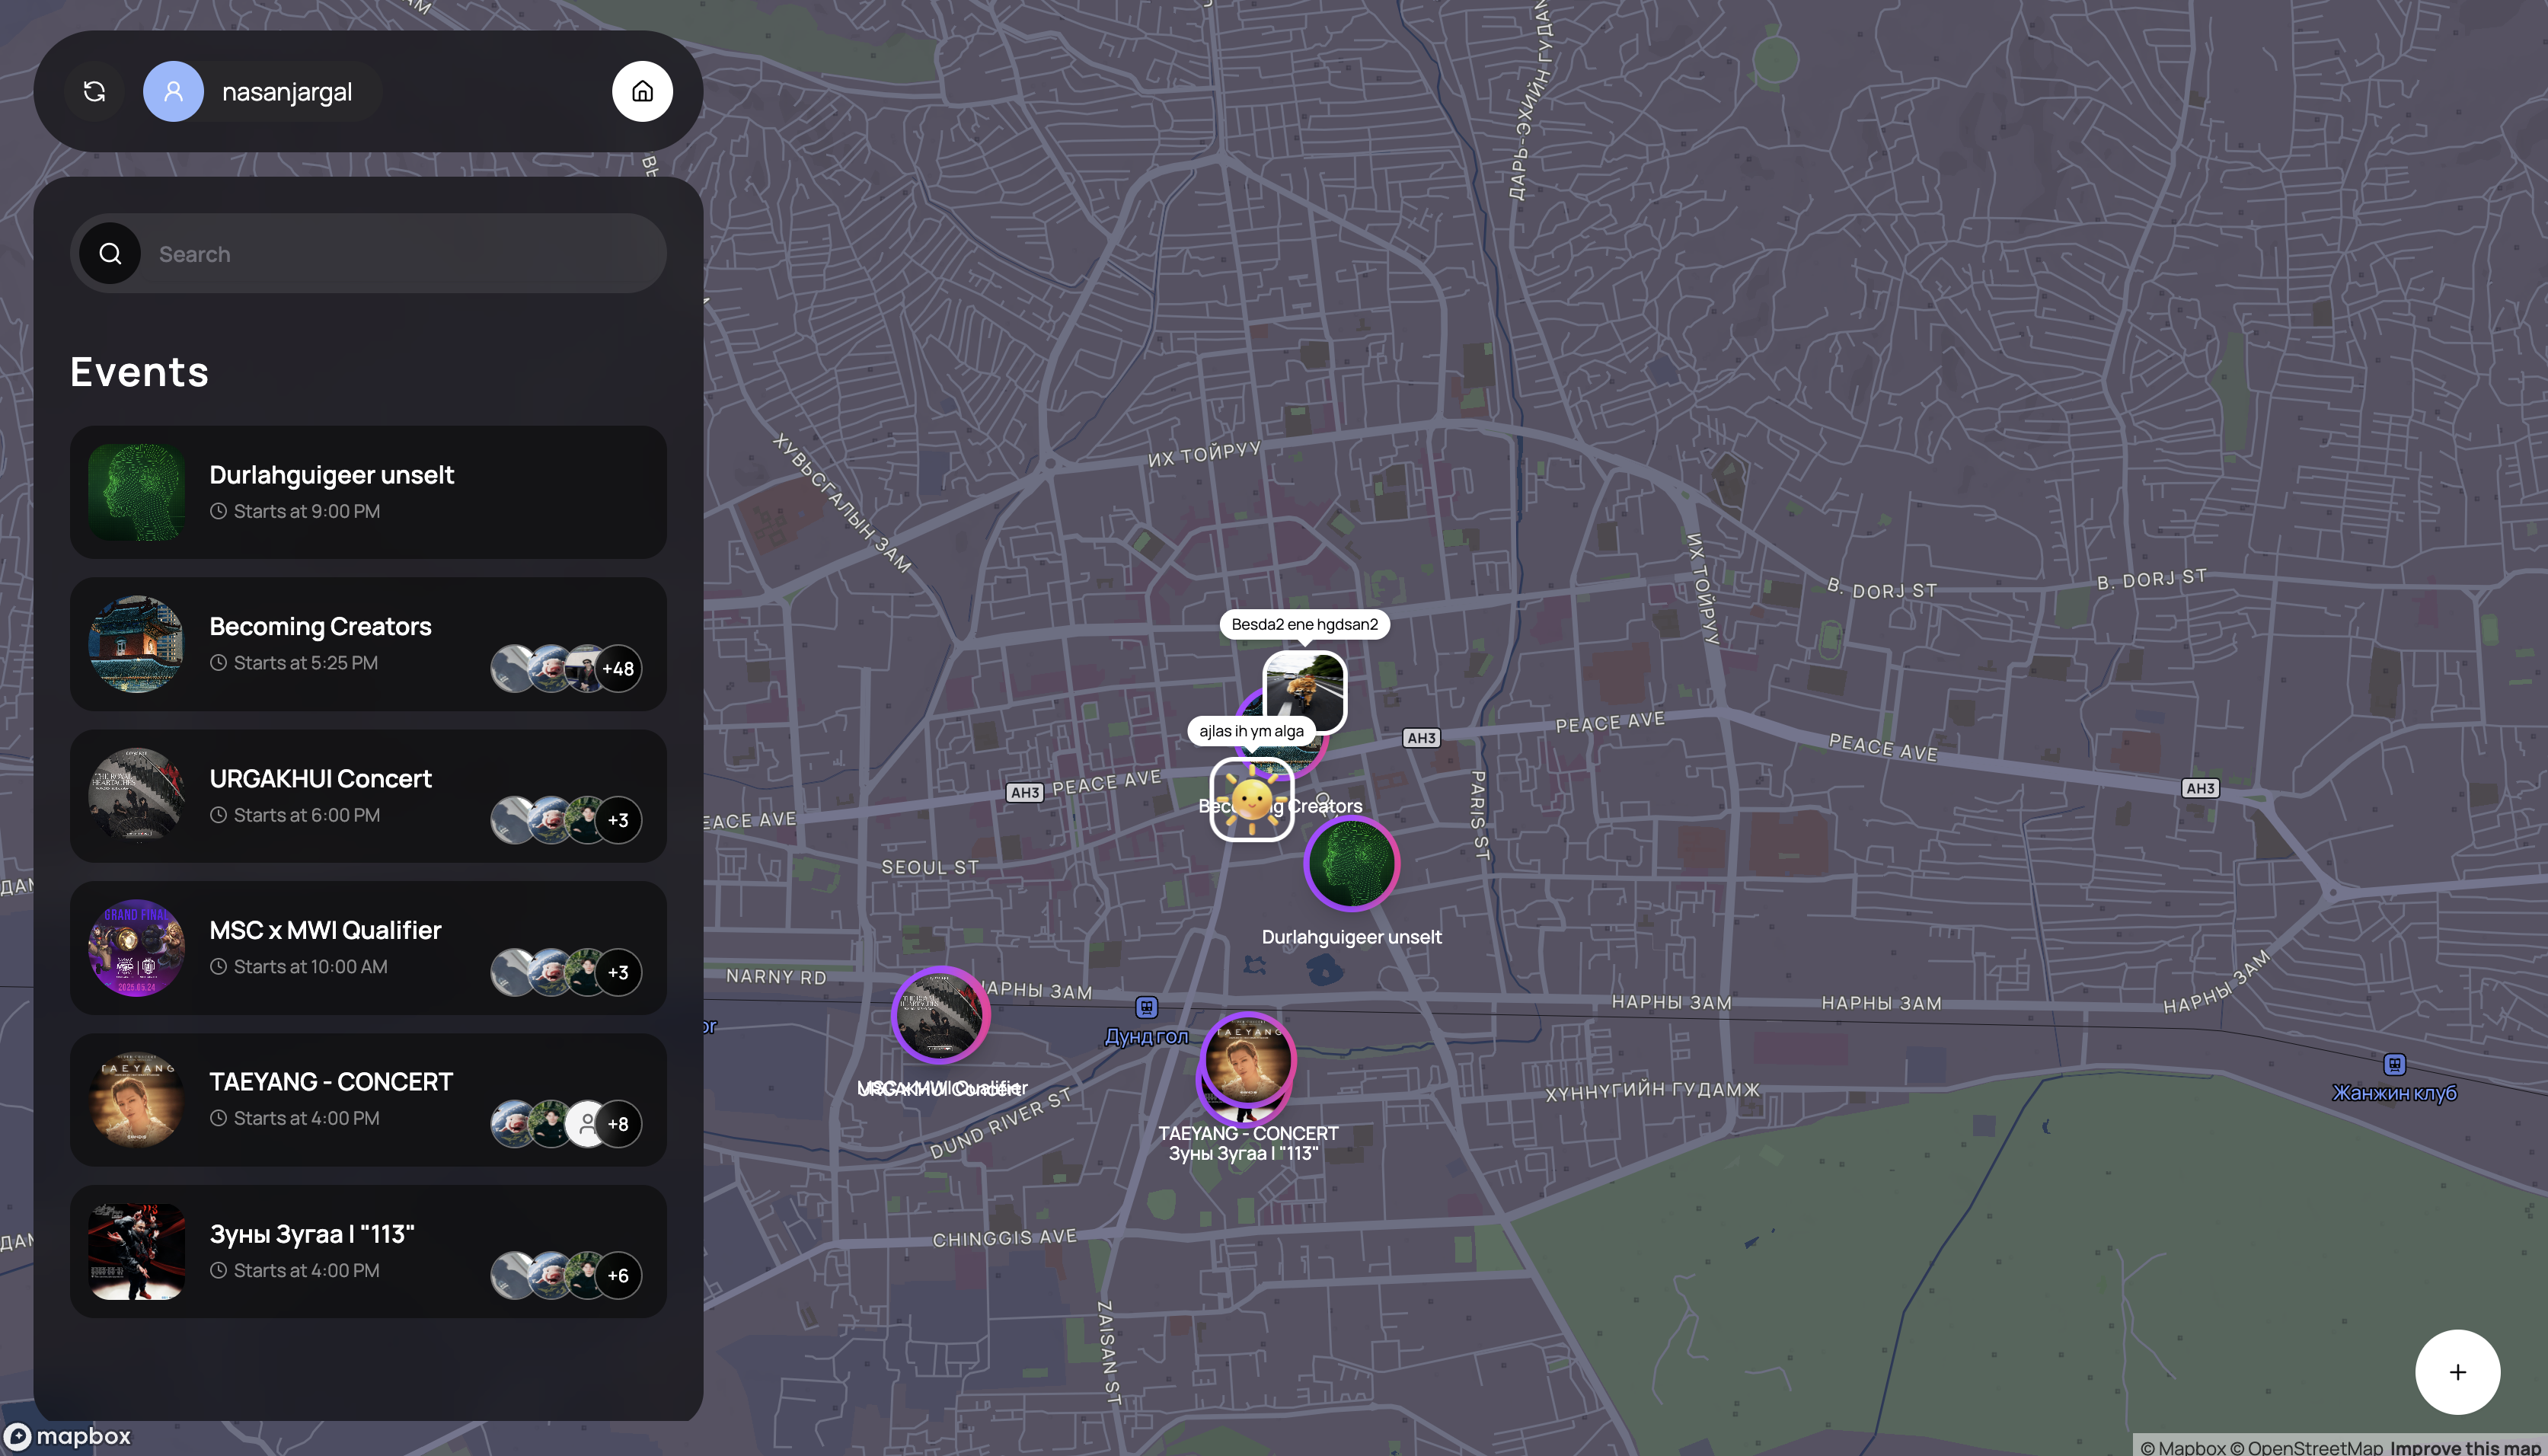 nasanjargal
Search
Events
Durlahguigeer unselt
Starts at 9:00 PM
Becoming Creators
Starts at 5:25 PM
+48
URGAKHUI Concert
Starts at 6:00 PM
+3
GRAND FINAL
MSC x MWI Qualifier
Starts at 10:00 AM
+3
TAEYANG
TAEYANG - CONCERT
Starts at 4:00 PM
+8
Зуны Зугаа | "113"
Starts at 4:00 PM
+6
mapbox
ДАРЬ-ЭХИЙН ГУДАМ
ХУВЬСГАЛЫН ЗАМ
ИХ ТОЙРУУ
ИХ ТОЙРУУ
B. DORJ ST
B. DORJ ST
Besda2 ene hgdsan2
ajlas ih ym alga
PEACE AVE
PEACE AVE
PEACE AVE
EACE AVE
AH3
AH3
AH3
PARIS ST
SEOUL ST
Durlahguigeer unselt
NARNY RD
НАРНЫ ЗАМ
НАРНЫ ЗАМ
НАРНЫ ЗАМ
НАРНЫ ЗАМ
Дунд гол
MSC x MWI Qualifier
URGAKHUI Concert
DUND RIVER ST
TAEYANG
TAEYANG - CONCERT
Зуны Зугаа | "113"
ХҮННҮГИЙН ГУДАМЖ
Жанжин клуб
CHINGGIS AVE
ZAISAN ST
+
© Mapbox © OpenStreetMap Improve this map